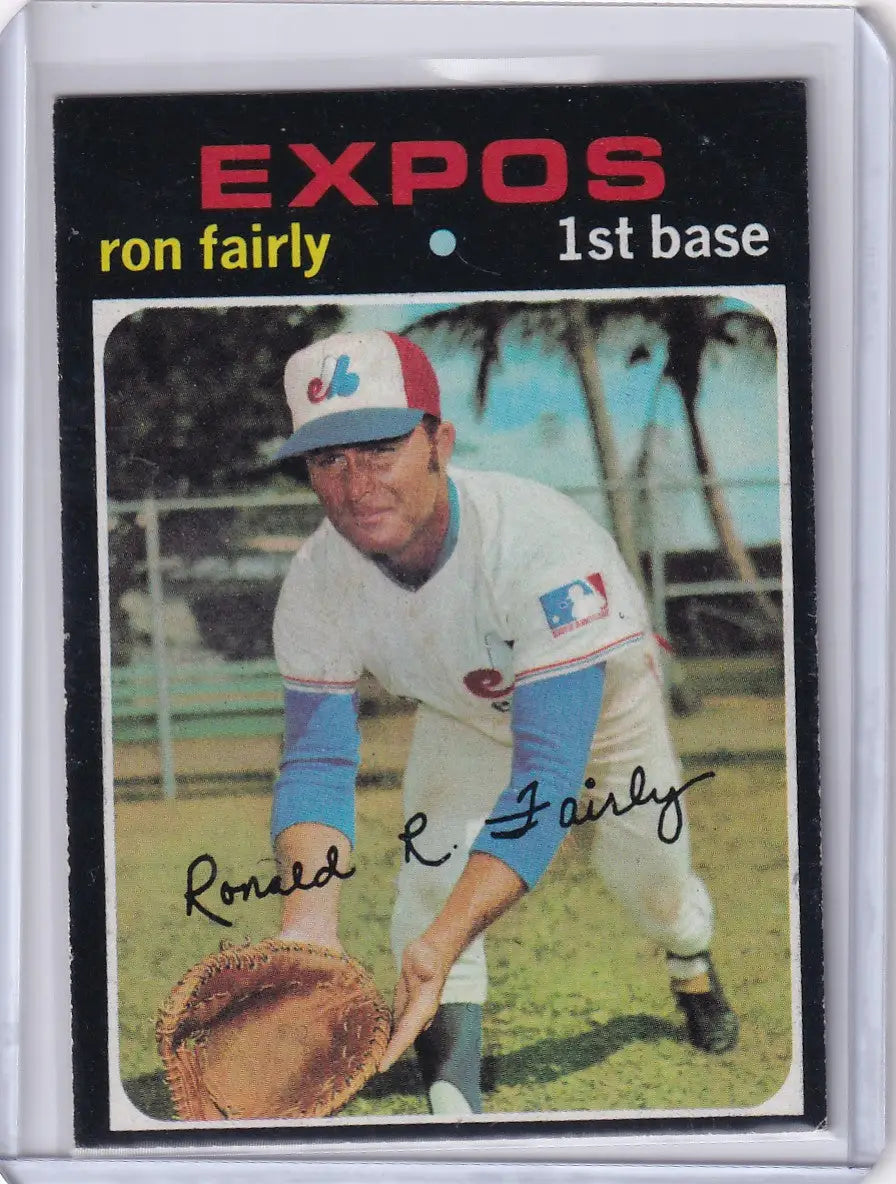 EXPOS
ron fairly • 1st base
Ronald R. Fairly